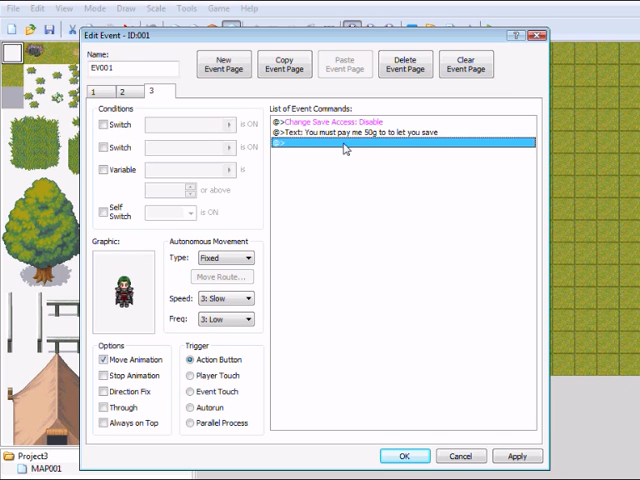 File Edit View Mode Draw Scale Tools Game Help
Edit Event - ID:001
Name:
EV001
New Event Page
Copy Event Page
Paste Event Page
Delete Event Page
Clear Event Page
1 2 3
Conditions
Switch is ON
Switch is ON
Variable is
or above
Self Switch is ON
Graphic:
Autonomous Movement
Type: Fixed
Move Route...
Speed: 3: Slow
Freq: 3: Low
Options
Move Animation
Stop Animation
Direction Fix
Through
Always on Top
Trigger
Action Button
Player Touch
Event Touch
Autorun
Parallel Process
List of Event Commands:
@>Change Save Access: Disable
@>Text: You must pay me 50g to to let you save
@>
OK Cancel Apply
Project3
MAP001